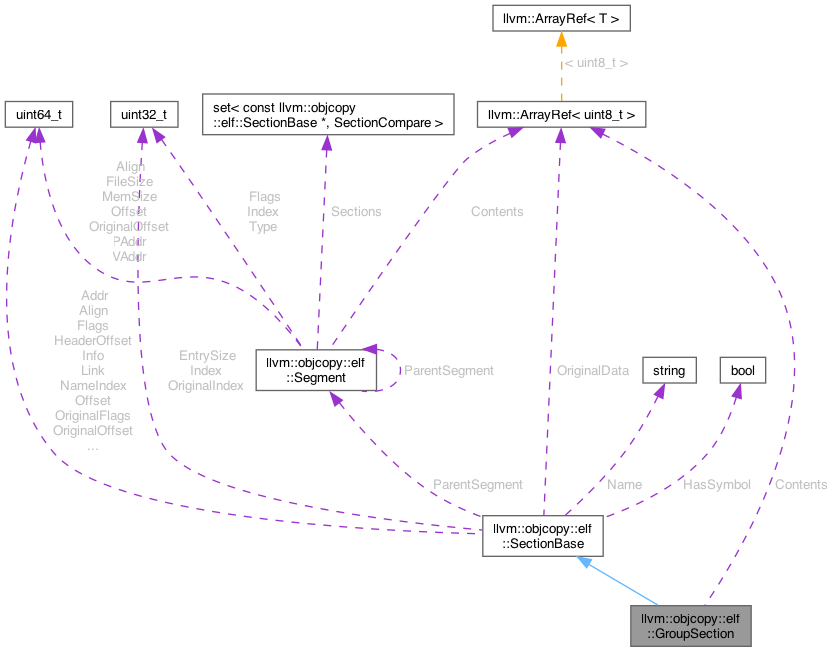 llvm::ArrayRef< T >
< uint8_t >
uint64_t
uint32_t
set< const llvm::objcopy
::elf::SectionBase *, SectionCompare >
llvm::ArrayRef< uint8_t >
Align
FileSize
MemSize
Offset
OriginalOffset
PAddr
VAddr
Flags
Index
Type
Sections
Contents
Addr
Align
Flags
HeaderOffset
Info
Link
NameIndex
Offset
OriginalFlags
OriginalOffset
...
EntrySize
Index
OriginalIndex
llvm::objcopy::elf
::Segment
ParentSegment
OriginalData
string
bool
ParentSegment
Name
HasSymbol
Contents
llvm::objcopy::elf
::SectionBase
llvm::objcopy::elf
::GroupSection